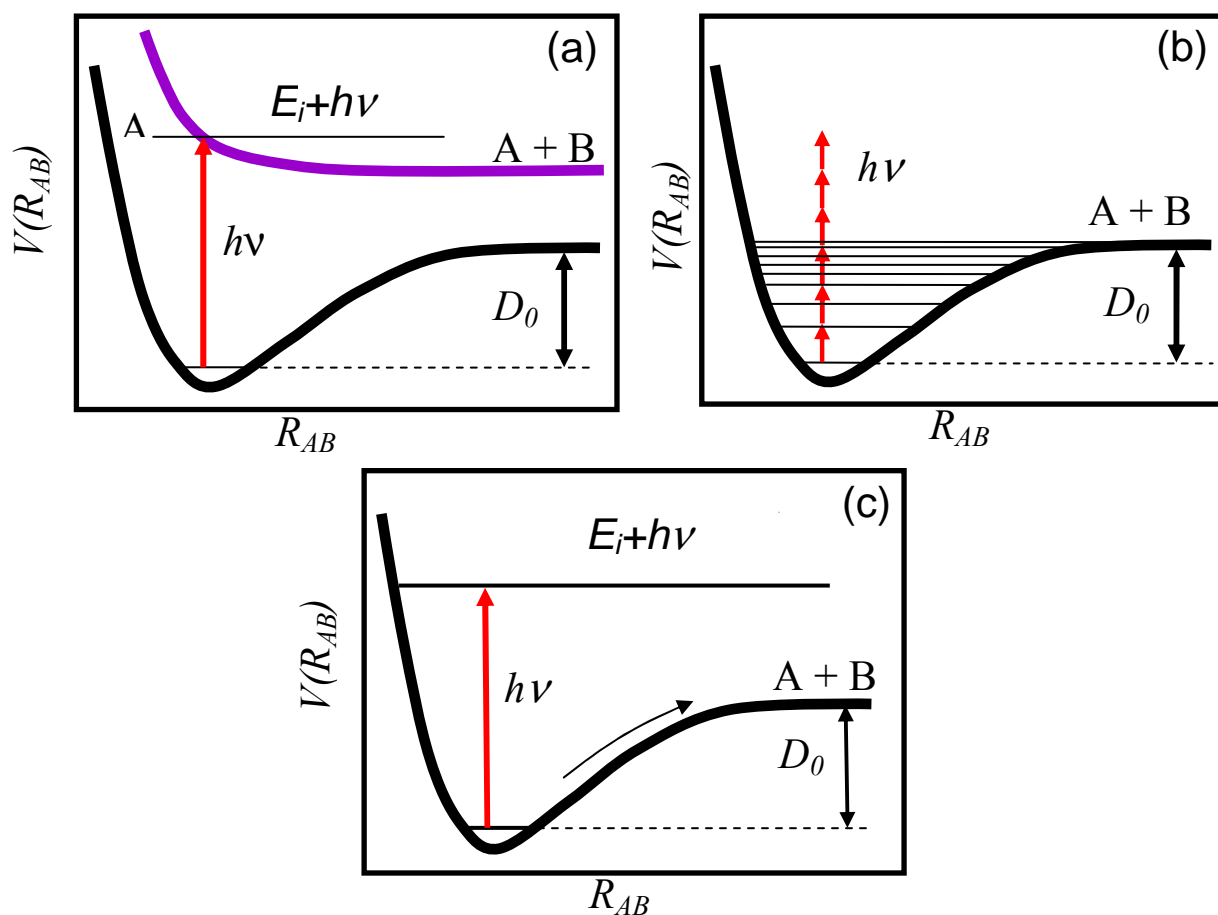 (a)
E_i+hν
A
A + B
hν
D_0
V(R_AB)
R_AB
(b)
hν
A + B
D_0
V(R_AB)
R_AB
(c)
E_i+hν
hν
A + B
D_0
V(R_AB)
R_AB